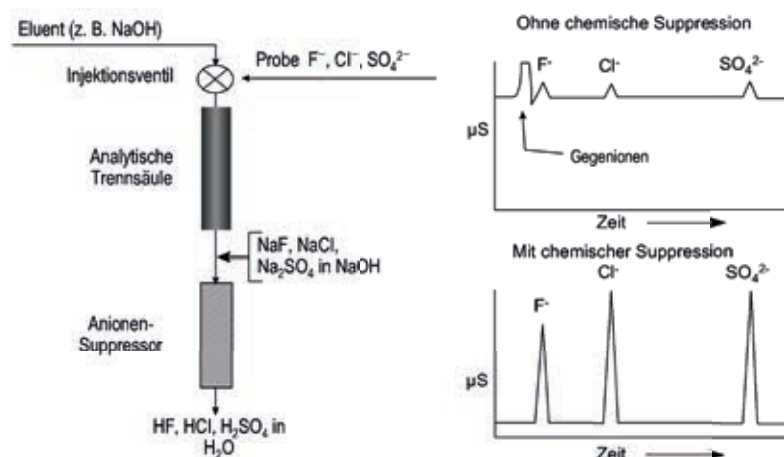 Eluent (z. B. NaOH)
Injektionsventil
Probe F⁻, Cl⁻, SO₄²⁻
Analytische
Trennsäule
NaF, NaCl,
Na₂SO₄ in NaOH
Anionen-
Suppressor
HF, HCl, H₂SO₄ in
H₂O
Ohne chemische Suppression
F⁻
Cl⁻
SO₄²⁻
µS
Gegenionen
Zeit
Mit chemischer Suppression
Cl⁻
SO₄²⁻
F⁻
µS
Zeit